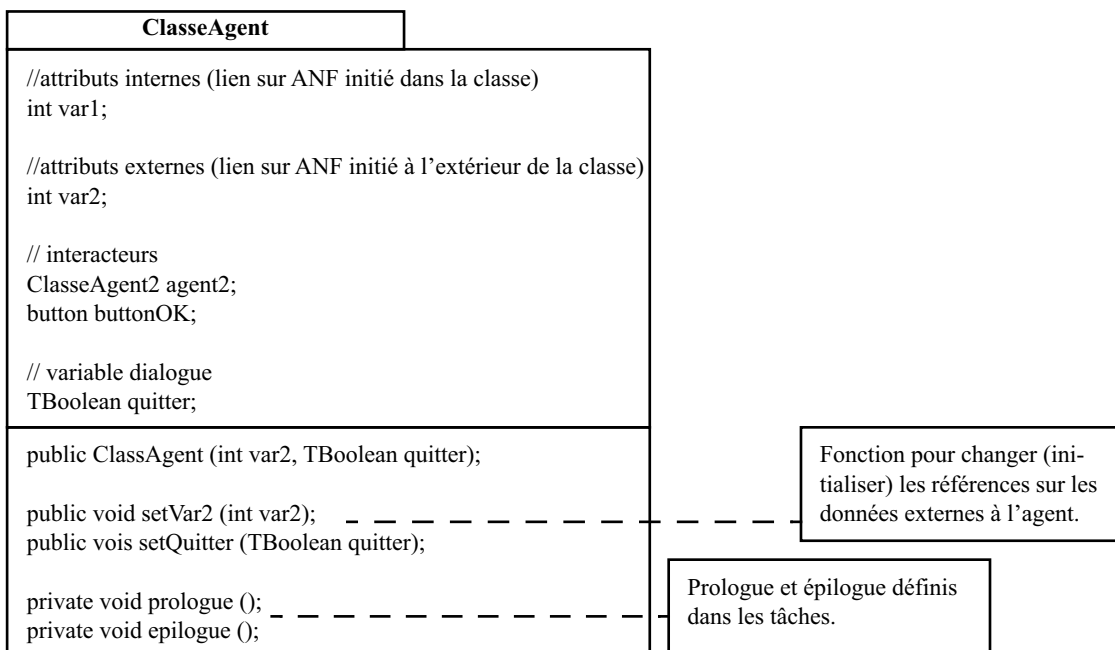 ClasseAgent
//attributs internes (lien sur ANF initié dans la classe)
int var1;
//attributs externes (lien sur ANF initié à l'extérieur de la classe)
int var2;
// interacteurs
ClasseAgent2 agent2;
button buttonOK;
// variable dialogue
TBoolean quitter;
public ClassAgent (int var2, TBoolean quitter);
public void setVar2 (int var2);
public vois setQuitter (TBoolean quitter);
private void prologue ();
private void epilogue ();
Fonction pour changer (ini-
tialiser) les références sur les
données externes à l'agent.
Prologue et épilogue définis
dans les tâches.